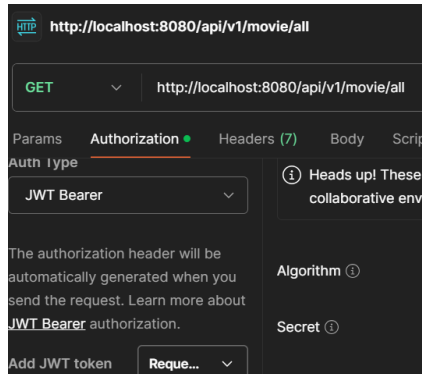 HTTP http://localhost:8080/api/v1/movie/all
GET http://localhost:8080/api/v1/movie/all
Params Authorization Headers (7) Body Scrip
Auth Type
JWT Bearer
Heads up! These
collaborative env
The authorization header will be
automatically generated when you
send the request. Learn more about
JWT Bearer authorization.
Algorithm
Secret
Add JWT token Reque...